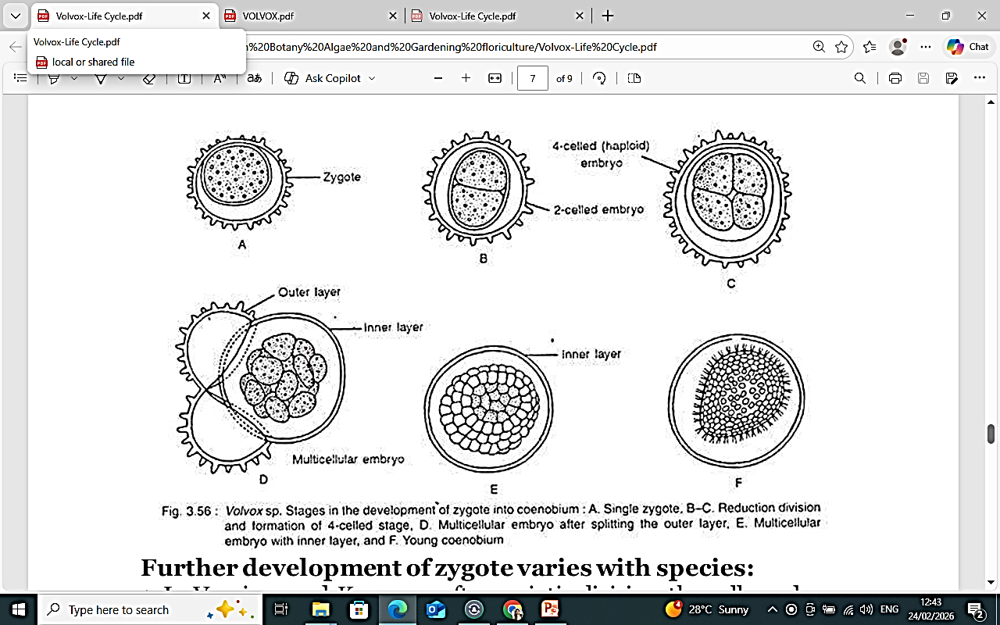 Volvox-Life Cycle.pdf
VOLVOX.pdf
Volvox-Life Cycle.pdf
Volvox-Life Cycle.pdf
local or shared file
%20Botany%20Algae%20and%20Gardening%20floriculture/Volvox-Life%20Cycle.pdf
Chat
Ask Copilot
7
of 9
Zygote
A
2-celled embryo
B
4-celled (haploid)
embryo
C
Outer layer
Inner layer
Multicellular embryo
D
Inner layer
E
F
Fig. 3.56 : Volvox sp. Stages in the development of zygote into coenobium : A. Single zygote, B–C. Reduction division
and formation of 4-celled stage, D. Multicellular embryo after splitting the outer layer, E. Multicellular
embryo with inner layer, and F. Young coenobium
Further development of zygote varies with species:
Type here to search
28°C Sunny
ENG
12:43
24/02/2026
2